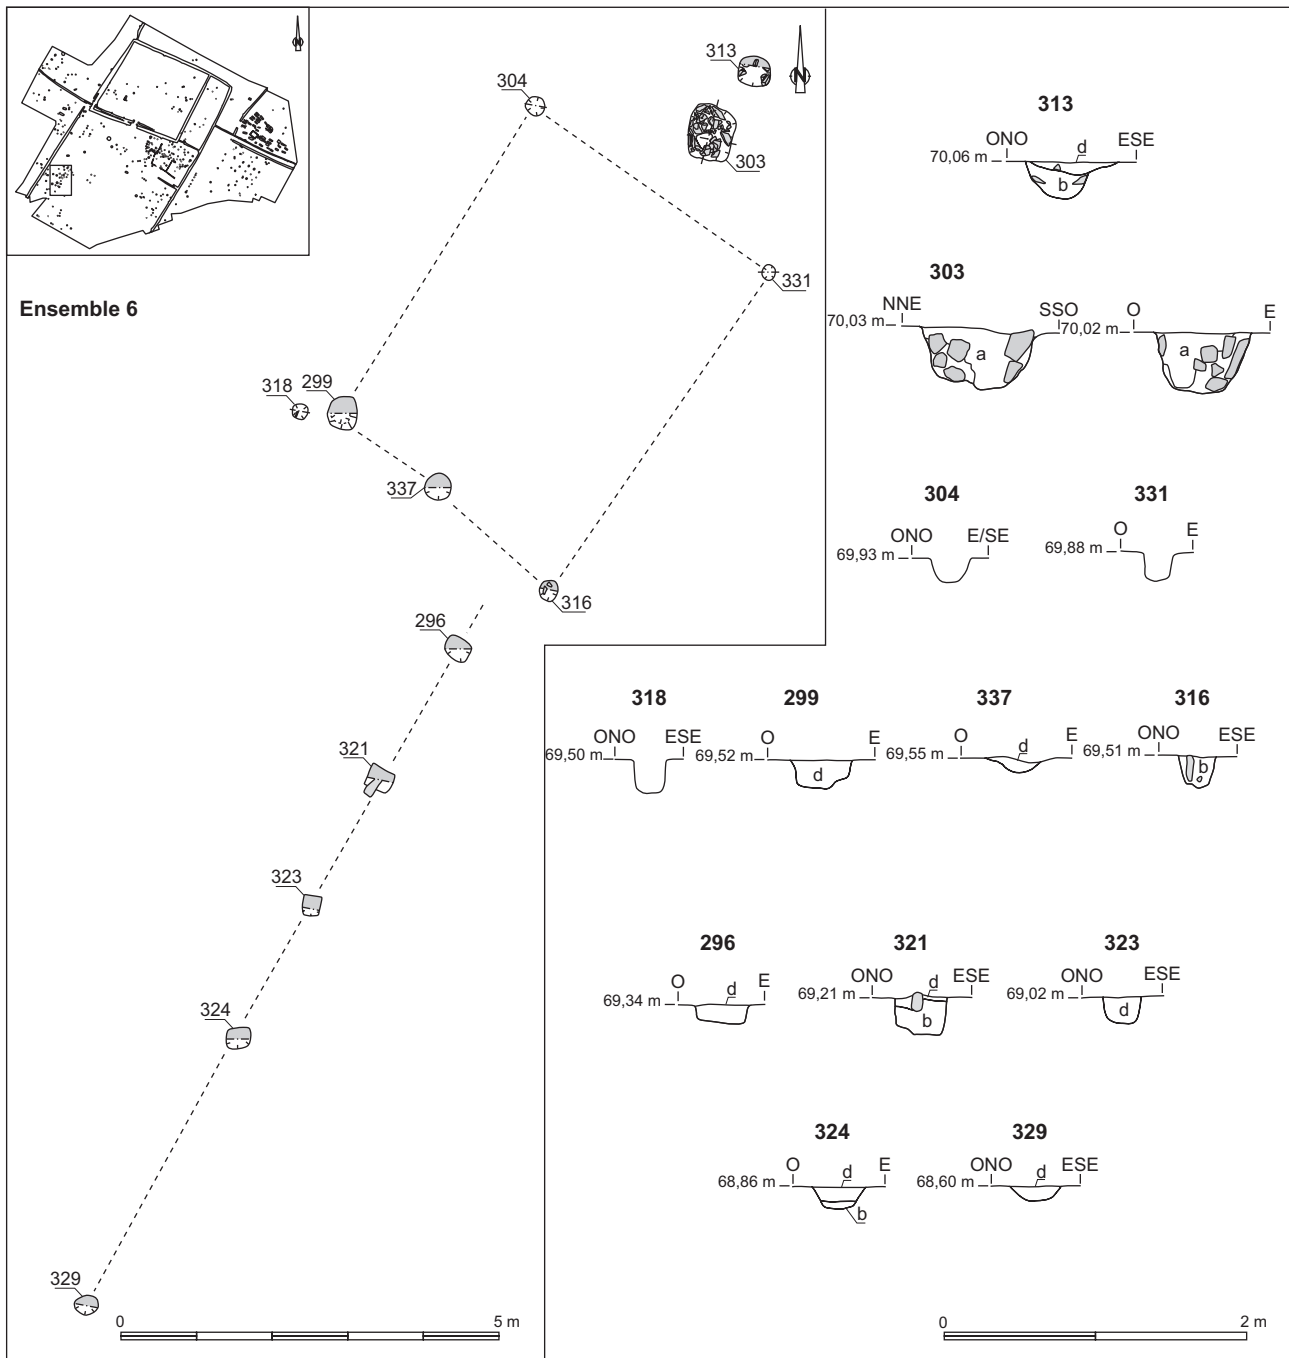 N
Ensemble 6
313
N
304
303
331
318
299
337
316
296
321
323
324
329
0
5 m
313
ONO
ESE
70,06 m
d
b
303
NNE
SSO
70,03 m
a
O
E
70,02 m
a
304
ONO
E/SE
69,93 m
331
O
E
69,88 m
318
ONO
ESE
69,50 m
299
O
E
69,52 m
d
337
O
E
69,55 m
d
316
ONO
ESE
69,51 m
b
296
O
E
69,34 m
d
321
ONO
ESE
69,21 m
d
b
323
ONO
ESE
69,02 m
d
324
O
E
68,86 m
d
b
329
ONO
ESE
68,60 m
d
0
2 m